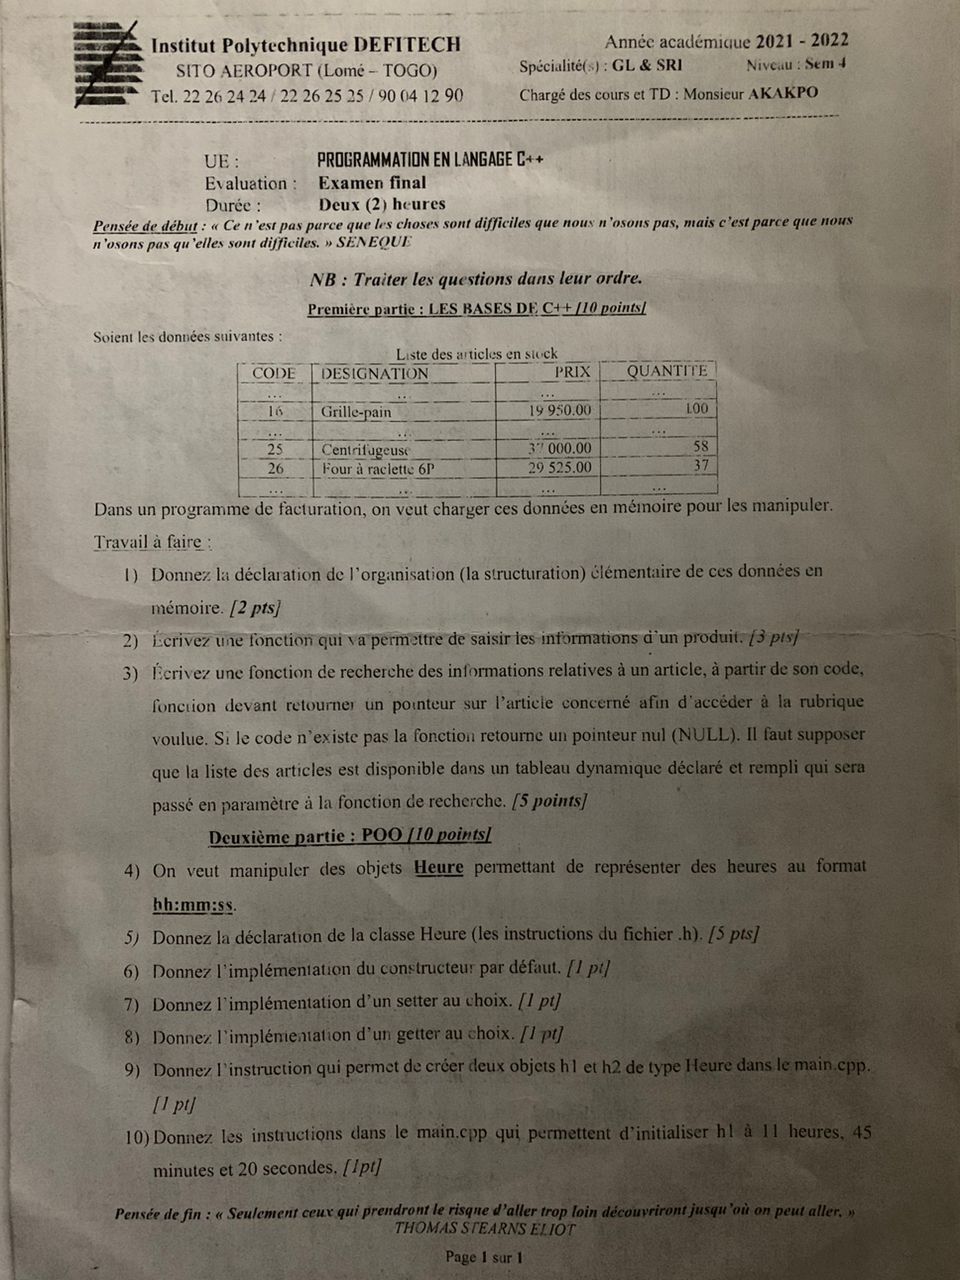 Institut Polytechnique DEFITECH
SITO AEROPORT (Lomé – TOGO)
Tel. 22 26 24 24 / 22 26 25 25 / 90 04 12 90
Année académique 2021 - 2022
Spécialité(s) : GL & SRI Niveau : Sem 4
Chargé des cours et TD : Monsieur AKAKPO
UE : PROGRAMMATION EN LANGAGE C++
Evaluation : Examen final
Durée : Deux (2) heures
Pensée de début : « Ce n'est pas parce que les choses sont difficiles que nous n'osons pas, mais c'est parce que nous
n'osons pas qu'elles sont difficiles. » SENEQUE
NB : Traiter les questions dans leur ordre.
Première partie : LES BASES DE C++ [10 points]
Soient les données suivantes :
Liste des articles en stock
CODE DESIGNATION PRIX QUANTITE
... ... ... ...
16 Grille-pain 19 950.00 100
... ... ... ...
25 Centrifugeuse 37 000.00 58
26 Four à raclette 6P 29 525.00 37
... ... ... ...
Dans un programme de facturation, on veut charger ces données en mémoire pour les manipuler.
Travail à faire :
1) Donnez la déclaration de l'organisation (la structuration) élémentaire de ces données en
mémoire. [2 pts]
2) Écrivez une fonction qui va permettre de saisir les informations d'un produit. [3 pts]
3) Écrivez une fonction de recherche des informations relatives à un article, à partir de son code,
fonction devant retourner un pointeur sur l'article concerné afin d'accéder à la rubrique
voulue. Si le code n'existe pas la fonction retourne un pointeur nul (NULL). Il faut supposer
que la liste des articles est disponible dans un tableau dynamique déclaré et rempli qui sera
passé en paramètre à la fonction de recherche. [5 points]
Deuxième partie : POO [10 points]
4) On veut manipuler des objets Heure permettant de représenter des heures au format
hh:mm:ss.
5) Donnez la déclaration de la classe Heure (les instructions du fichier .h). [5 pts]
6) Donnez l'implémentation du constructeur par défaut. [1 pt]
7) Donnez l'implémentation d'un setter au choix. [1 pt]
8) Donnez l'implémentation d'un getter au choix. [1 pt]
9) Donnez l'instruction qui permet de créer deux objets h1 et h2 de type Heure dans le main.cpp.
[1 pt]
10) Donnez les instructions dans le main.cpp qui permettent d'initialiser h1 à 11 heures, 45
minutes et 20 secondes. [1pt]
Pensée de fin : « Seulement ceux qui prendront le risque d'aller trop loin découvriront jusqu'où on peut aller. »
THOMAS STEARNS ELIOT
Page 1 sur 1